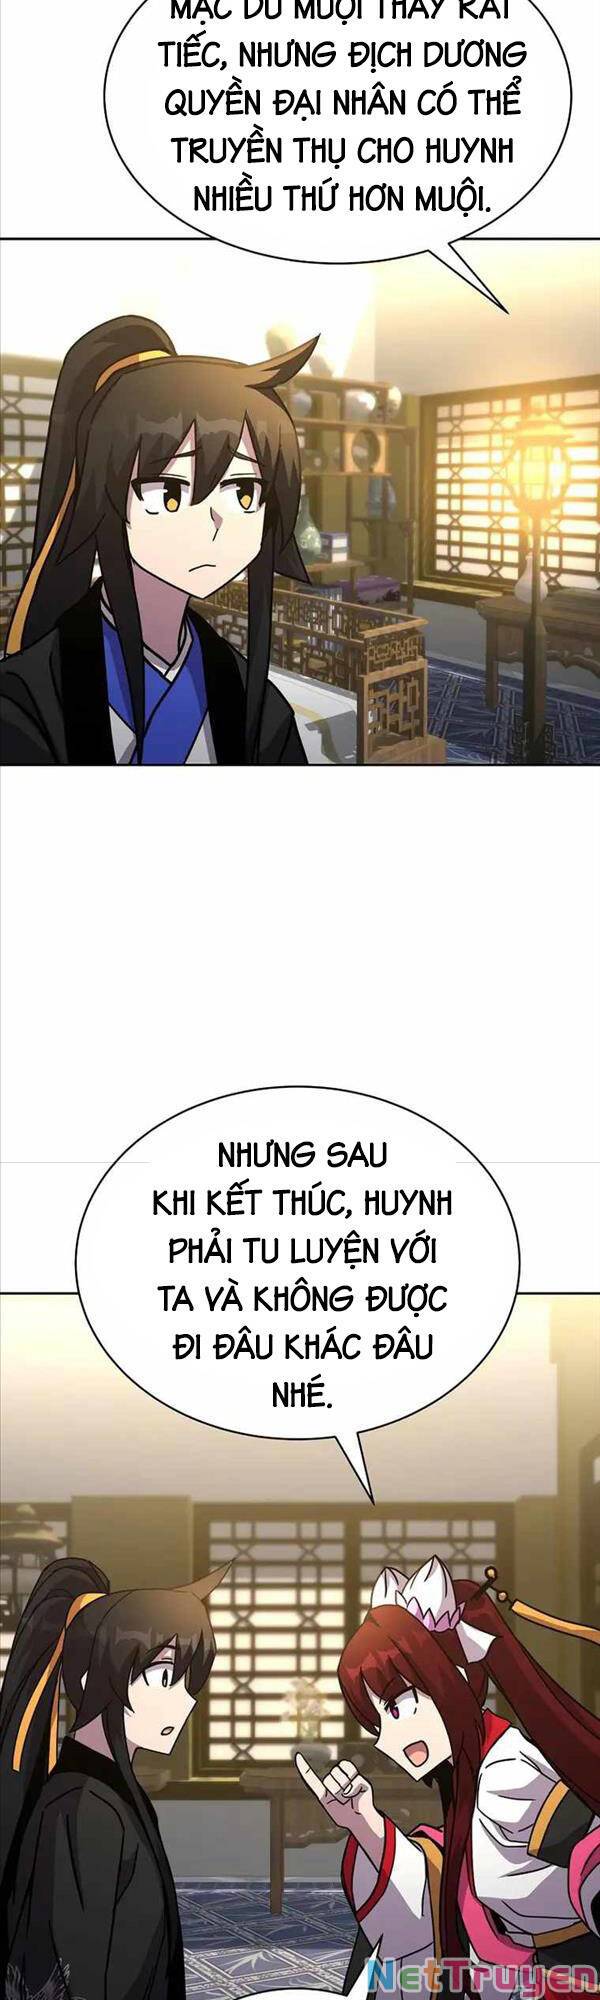 MẶC DÙ MUỘI THẤY RẤT
TIẾC, NHƯNG ĐỊCH DƯƠNG
QUYỀN ĐẠI NHÂN CÓ THỂ
TRUYỀN THỤ CHO HUYNH
NHIỀU THỨ HƠN MUỘI.
NHƯNG SAU
KHI KẾT THÚC, HUYNH
PHẢI TU LUYỆN VỚI
TA VÀ KHÔNG ĐƯỢC
ĐI ĐÂU KHÁC ĐÂU
NHÉ.
NetTruyen